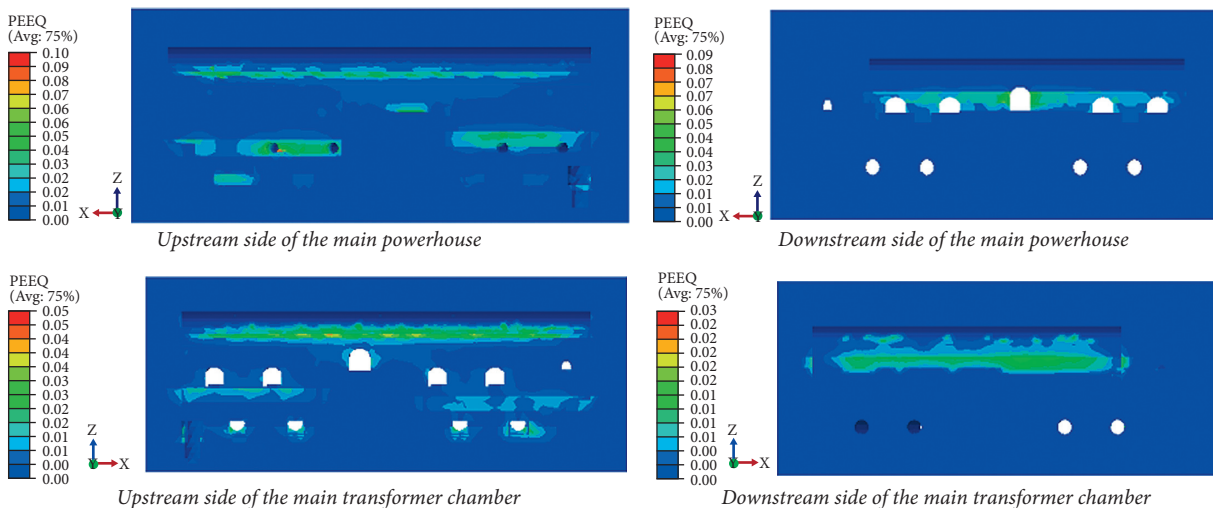 PEEQ
(Avg: 75%)
0.10
0.09
0.08
0.07
0.06
0.06
0.05
0.04
0.03
0.02
0.02
0.01
0.00
Z
X
Y
Upstream side of the main powerhouse
PEEQ
(Avg: 75%)
0.09
0.09
0.08
0.07
0.06
0.05
0.05
0.04
0.03
0.02
0.02
0.01
0.00
Z
X
Y
Downstream side of the main powerhouse
PEEQ
(Avg: 75%)
0.05
0.05
0.04
0.04
0.03
0.03
0.03
0.02
0.02
0.01
0.01
0.00
0.00
Z
Y
X
Upstream side of the main transformer chamber
PEEQ
(Avg: 75%)
0.03
0.02
0.02
0.02
0.02
0.02
0.01
0.01
0.01
0.01
0.00
0.00
0.00
Z
Y
X
Downstream side of the main transformer chamber